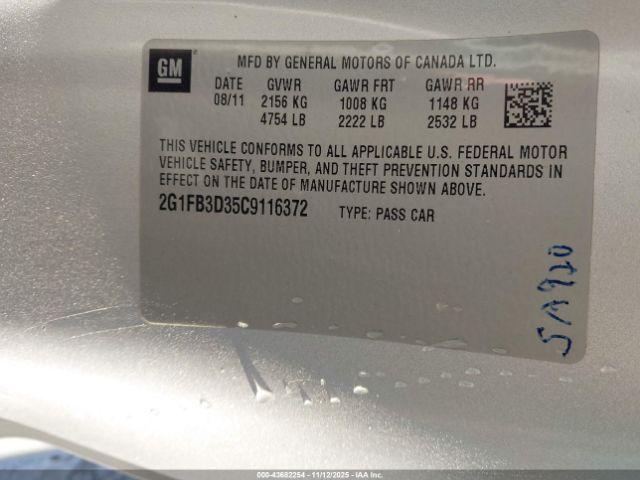 GM
MFD BY GENERAL MOTORS OF CANADA LTD.
DATE GVWR GAWR FRT GAWR RR
08/11 2156 KG 1008 KG 1148 KG
4754 LB 2222 LB 2532 LB
THIS VEHICLE CONFORMS TO ALL APPLICABLE U.S. FEDERAL MOTOR
VEHICLE SAFETY, BUMPER, AND THEFT PREVENTION STANDARDS IN
EFFECT ON THE DATE OF MANUFACTURE SHOWN ABOVE.
2G1FB3D35C9116372 TYPE: PASS CAR
000-43682254 - 11/12/2025 - IAAI.com